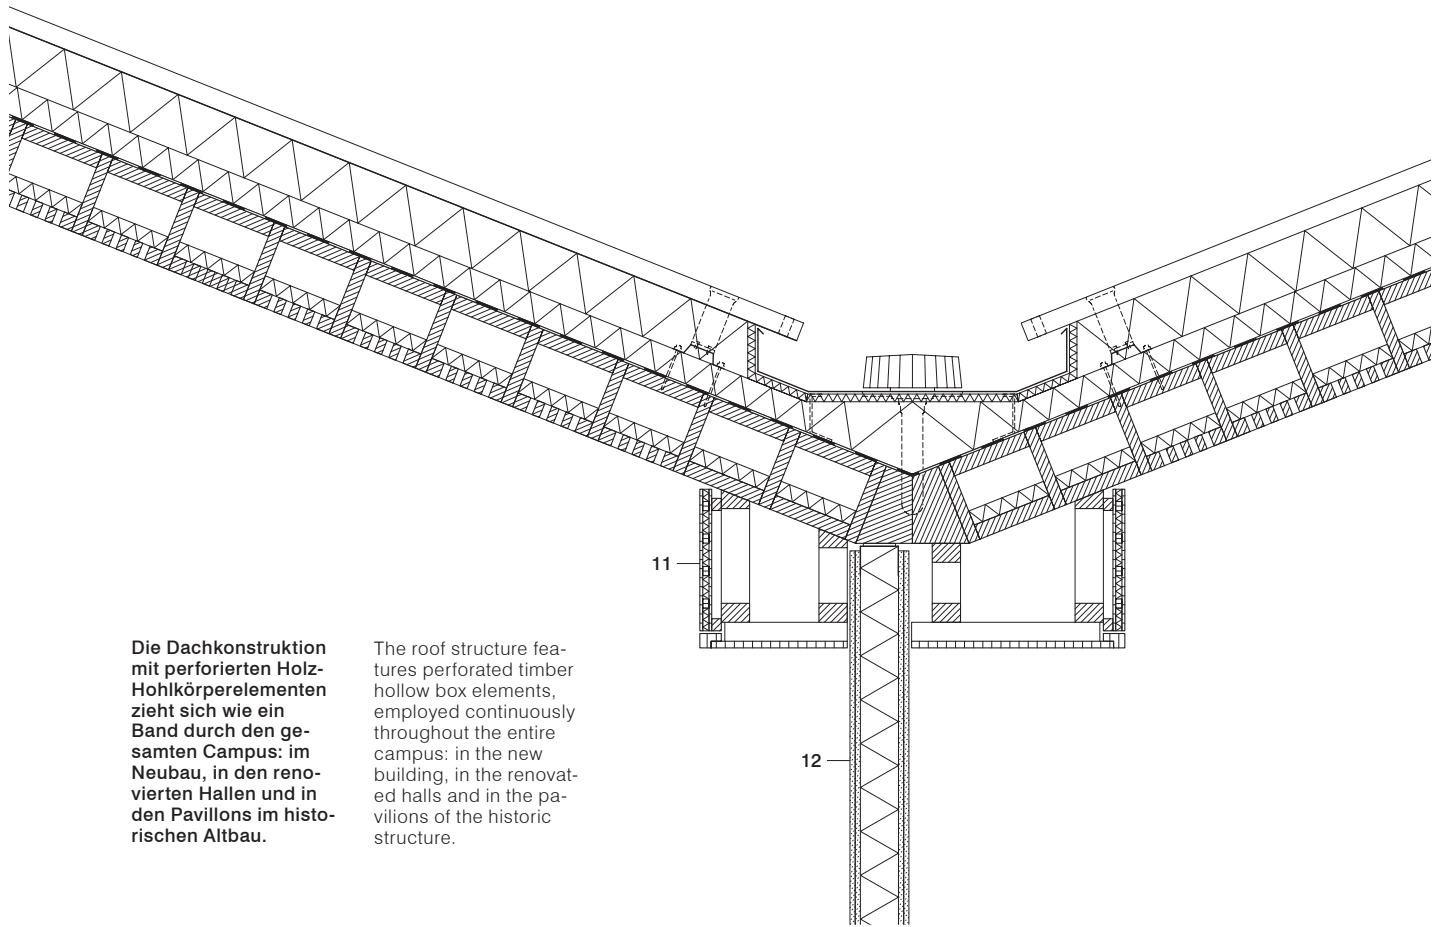 11
Die Dachkonstruktion
mit perforierten Holz-
Hohlkörperelementen
zieht sich wie ein
Band durch den ge-
samten Campus: im
Neubau, in den reno-
vierten Hallen und in
den Pavillons im histo-
rischen Altbau.
The roof structure fea-
tures perforated timber
hollow box elements,
employed continuously
throughout the entire
campus: in the new
building, in the renovat-
ed halls and in the pa-
vilions of the historic
structure.
12